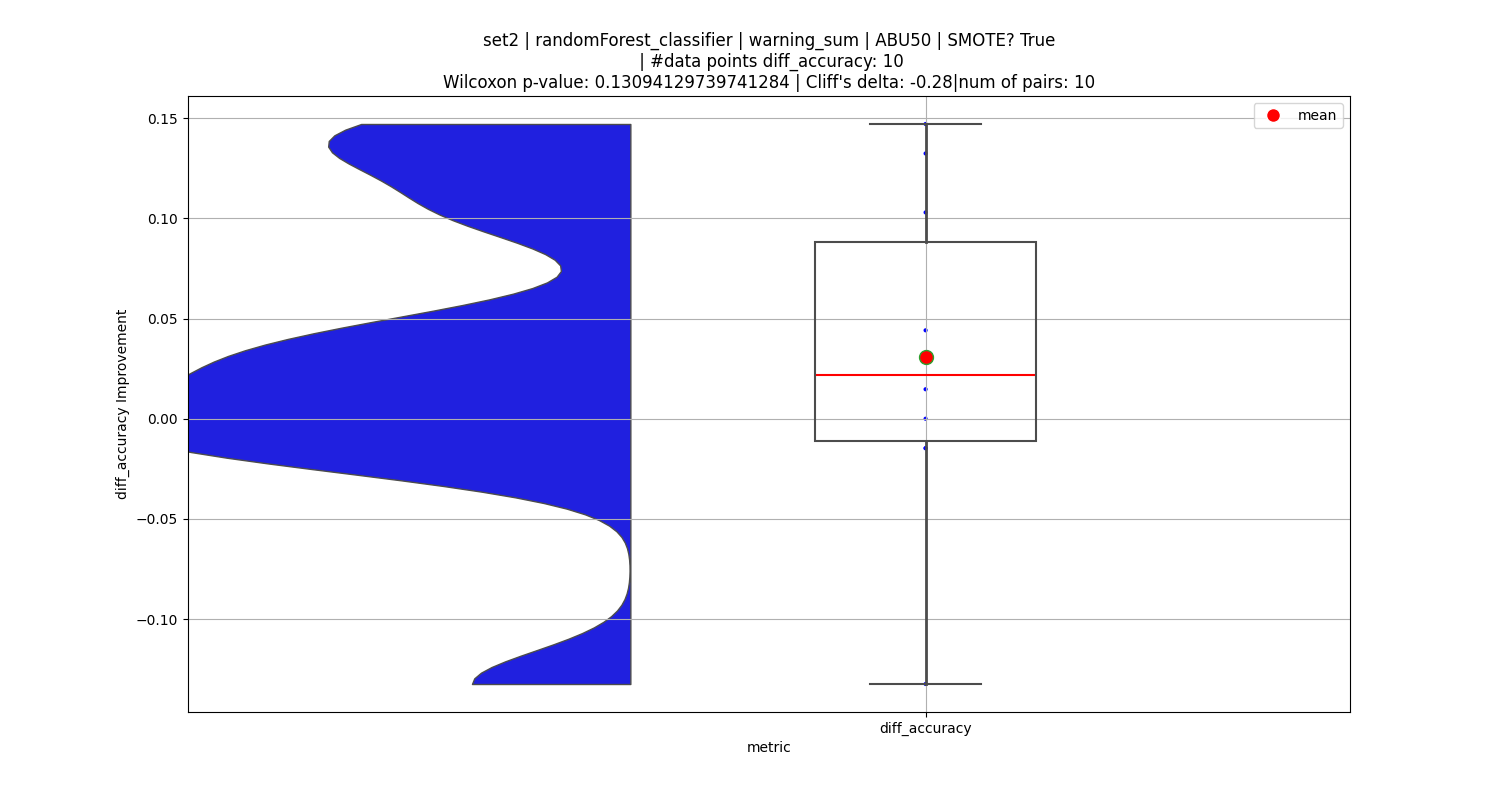 set2 | randomForest_classifier | warning_sum | ABU50 | SMOTE? True
| #data points diff_accuracy: 10
Wilcoxon p-value: 0.13094129739741284 | Cliff's delta: -0.28|num of pairs: 10
mean
0.15
0.10
0.05
0.00
−0.05
−0.10
diff_accuracy Improvement
diff_accuracy
metric